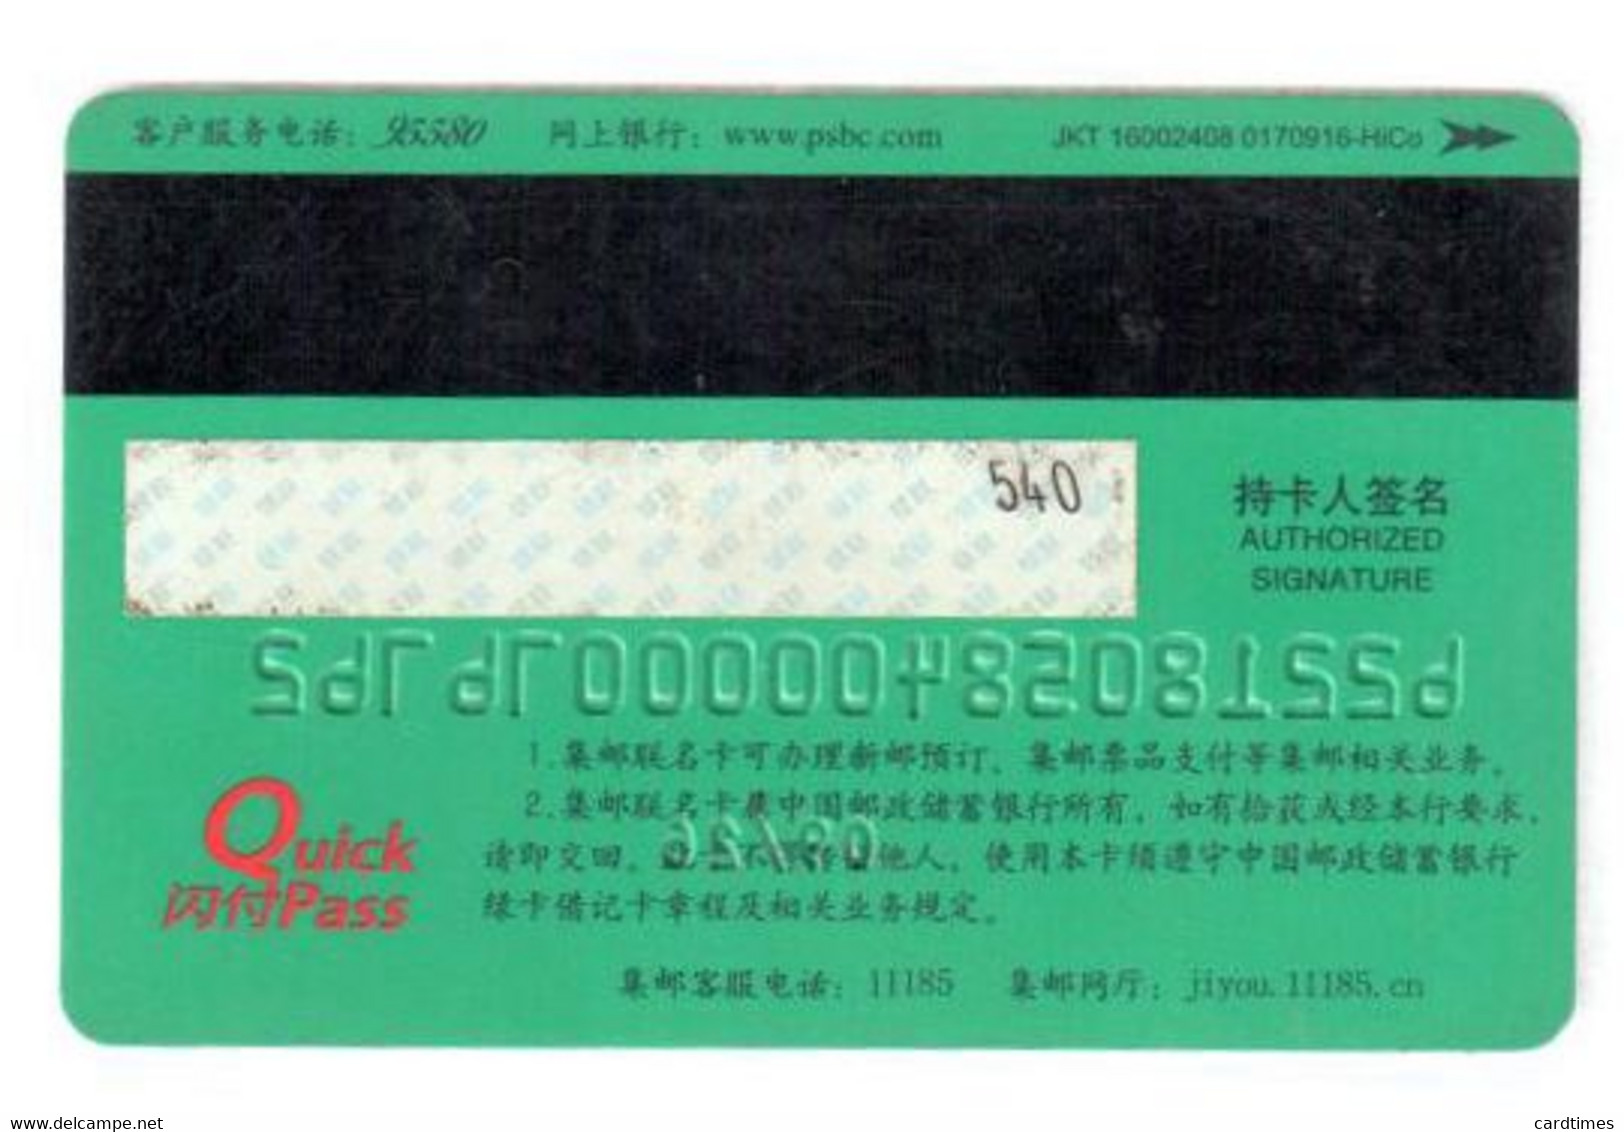 客户服务电话：95580 网上银行：www.psbc.com JKT 16002408 0170916-HiCo
540
持卡人签名
AUTHORIZED
SIGNATURE
1.集邮联名卡可办理新邮预订、集邮票品支付等集邮相关业务。
2.集邮联名卡属中国邮政储蓄银行所有，如有拾获或经本行要求，
请即交回。他人。使用本卡须遵守中国邮政储蓄银行
绿卡借记卡章程及相关业务规定。
Quick
闪付Pass
09/26
集邮客服电话：11185 集邮网厅：jiyou.11185.cn
www.delcampe.net
cardtimes